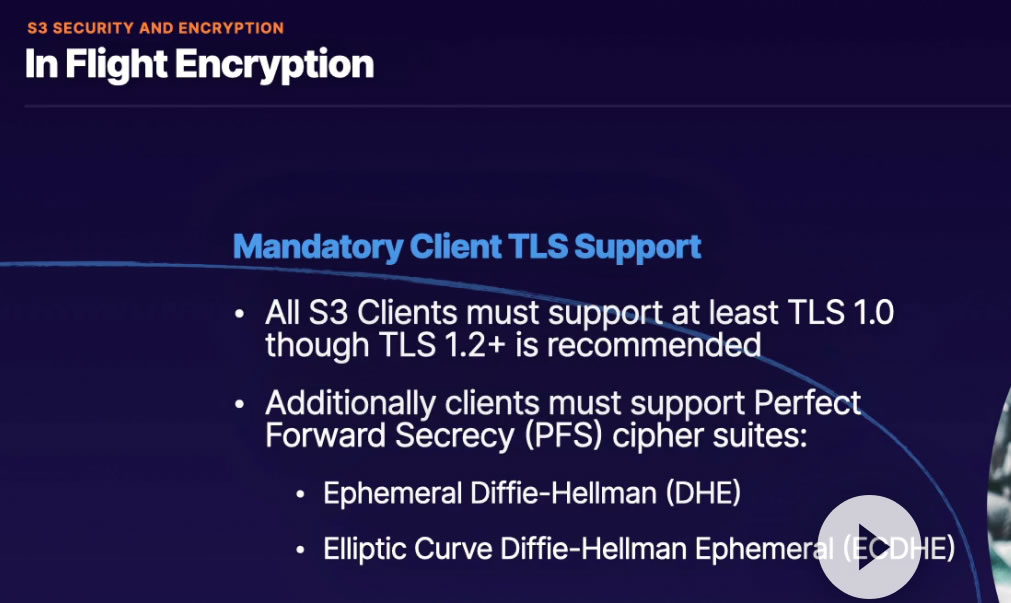 S3 SECURITY AND ENCRYPTION
In Flight Encryption
Mandatory Client TLS Support
• All S3 Clients must support at least TLS 1.0
though TLS 1.2+ is recommended
• Additionally clients must support Perfect
Forward Secrecy (PFS) cipher suites:
• Ephemeral Diffie-Hellman (DHE)
• Elliptic Curve Diffie-Hellman Ephemeral (ECDHE)